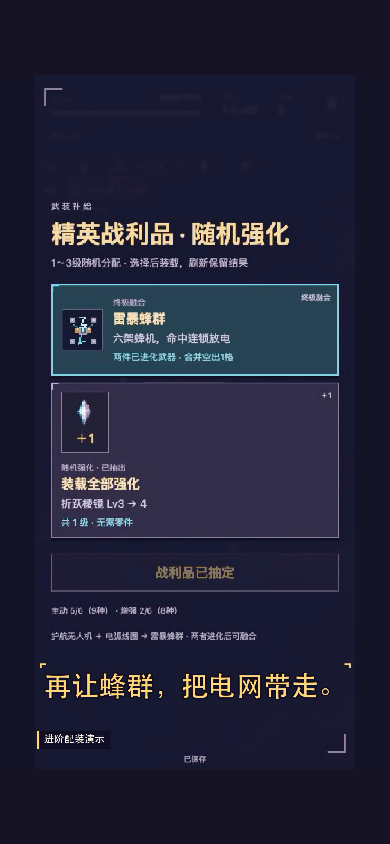 武装补给
精英战利品·随机强化
1~3级随机分配·选择后装载，刷新保留结果
终极融合
终极融合
雷暴蜂群
六架蜂机，命中连锁放电
两件已进化武器·合并空出1格
+1
+1
随机强化·已抽出
装载全部强化
折跃棱镜 Lv3 → 4
共 1 级·无需零件
战利品已抽定
主动 5/6（9种）·增强 2/6（8种）
护航无人机 + 电弧线圈 → 雷暴蜂群·两者进化后可融合
再让蜂群，把电网带走。
进阶配装演示
已保存